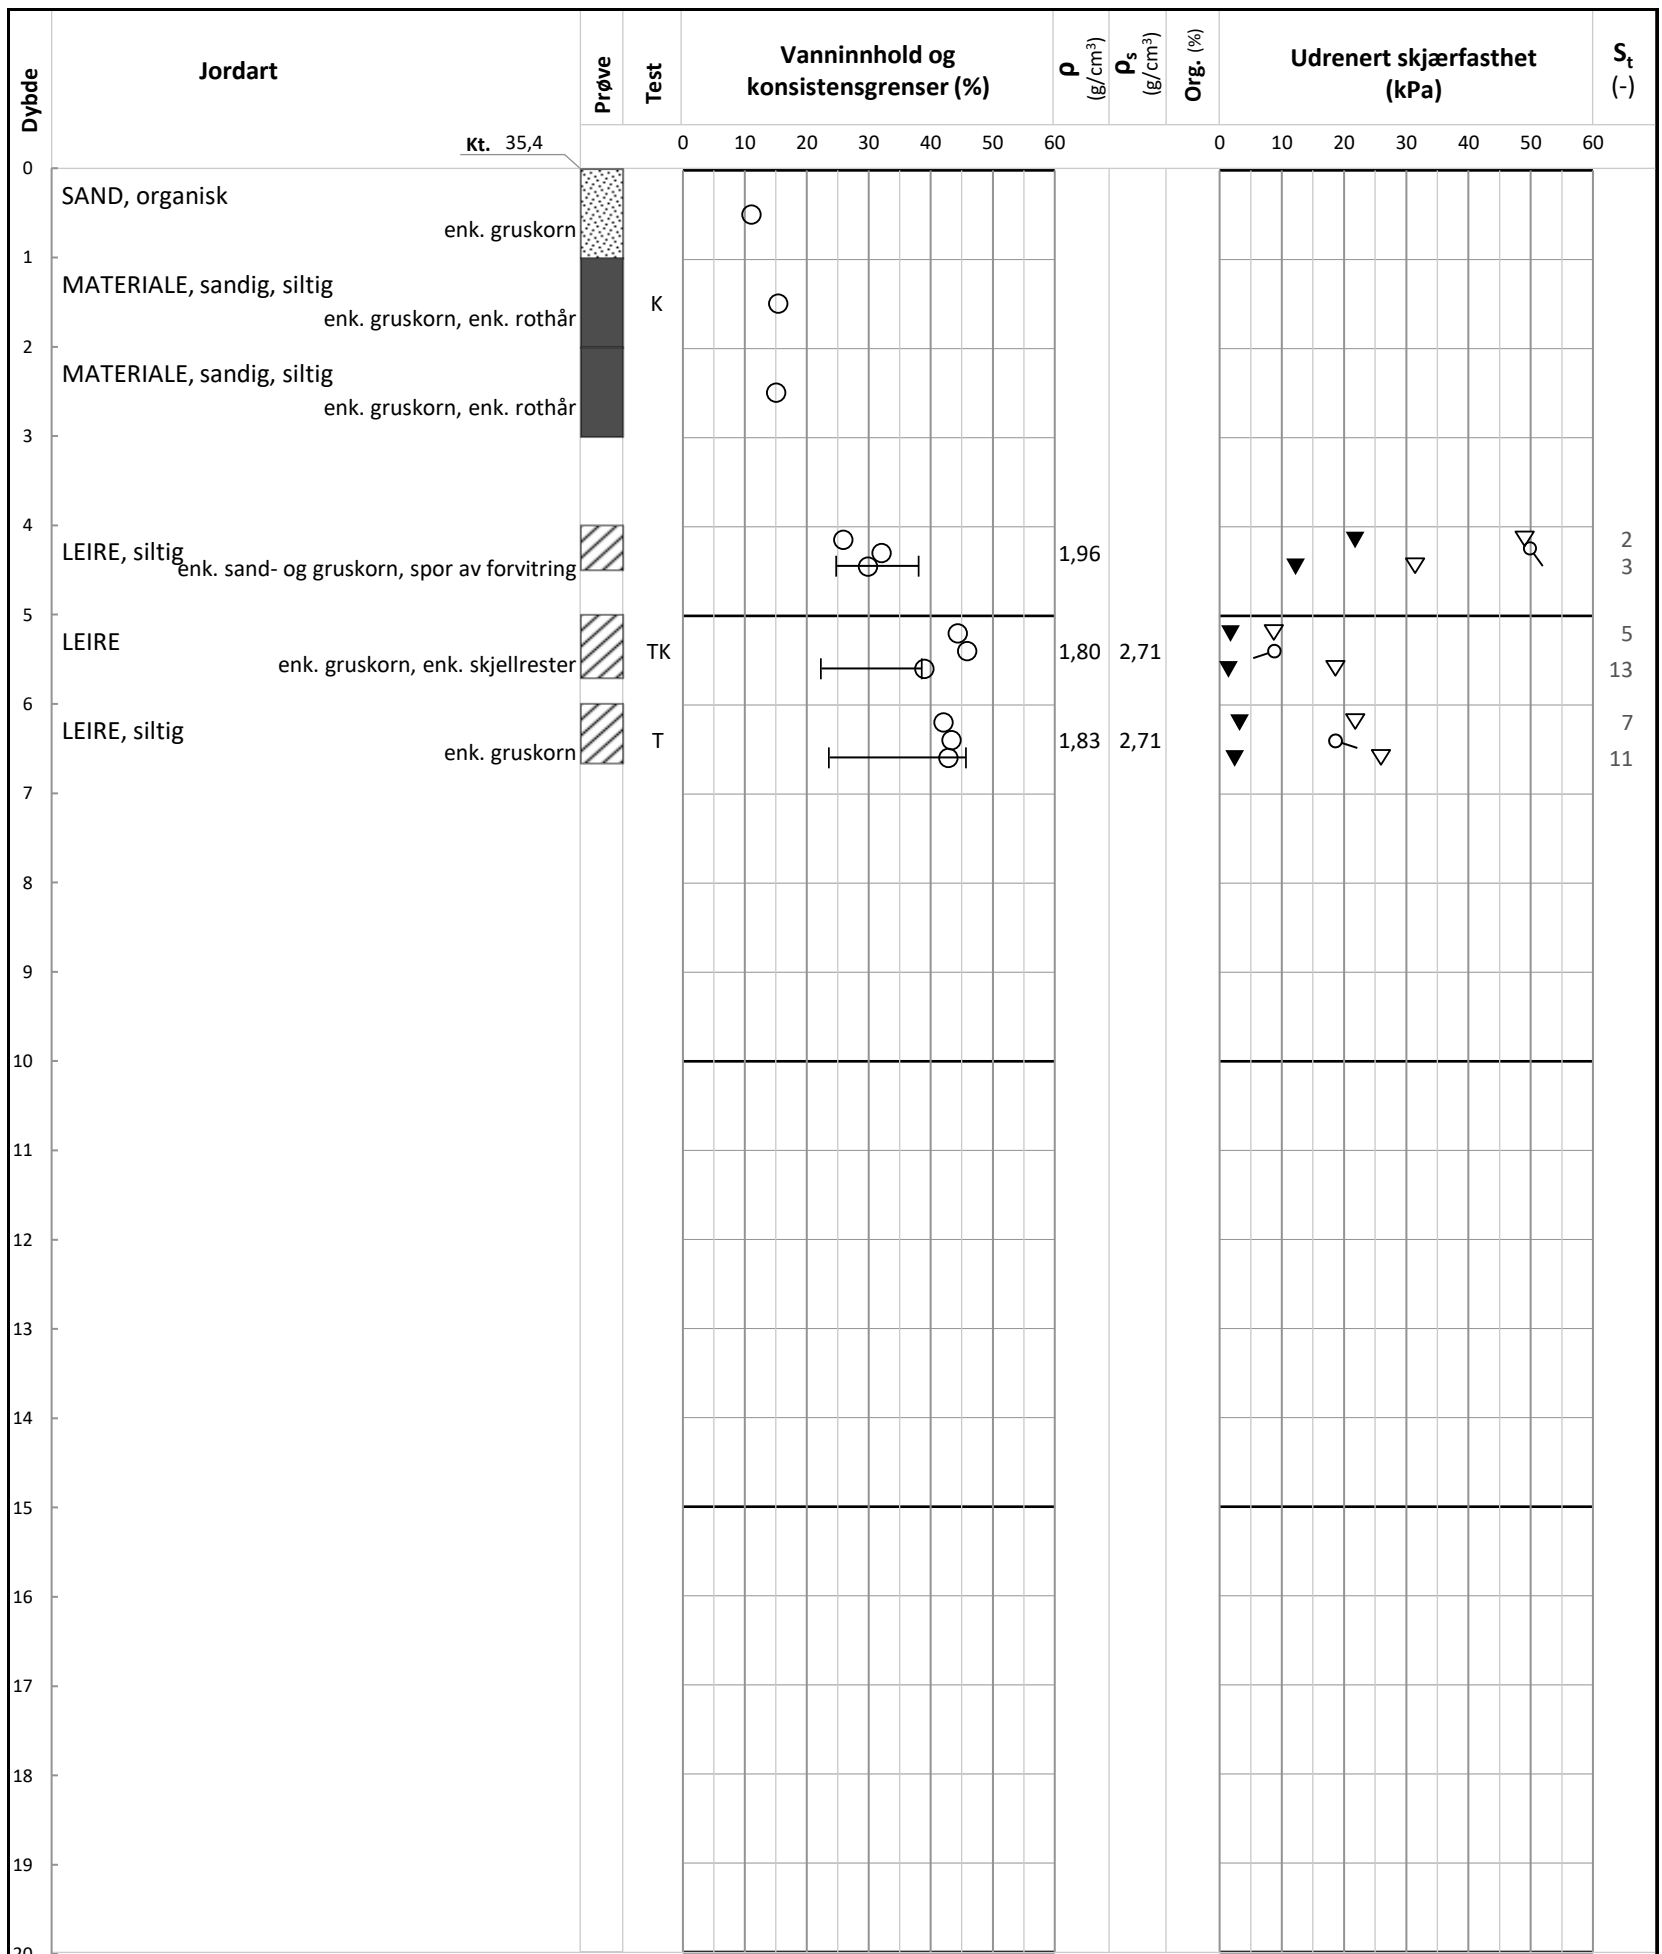 Dybde
Jordart
Prøve
Test
Vanninnhold og
konsistensgrenser (%)
ρ (g/cm³)
ρs (g/cm³)
Org. (%)
Udrenert skjærfasthet
(kPa)
St
(-)
Kt. 35,4
0 10 20 30 40 50 60
0 10 20 30 40 50 60
0
SAND, organisk
enk. gruskorn
1
MATERIALE, sandig, siltig
K
enk. gruskorn, enk. rothår
2
MATERIALE, sandig, siltig
enk. gruskorn, enk. rothår
3
4
2
LEIRE, siltig
1,96
enk. sand- og gruskorn, spor av forvitring
3
5
5
LEIRE
TK 1,80 2,71
enk. gruskorn, enk. skjellrester
13
6
7
LEIRE, siltig
T 1,83 2,71
enk. gruskorn
11
7
8
9
10
11
12
13
14
15
16
17
18
19
20